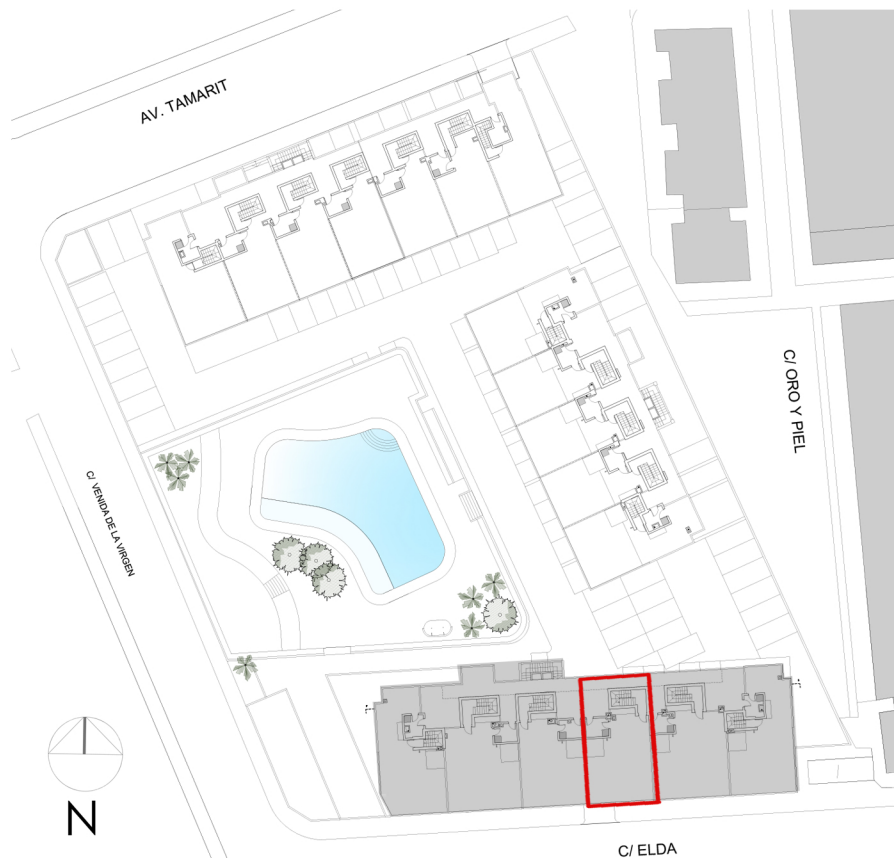 AV. TAMARIT
C/ ORO Y PIEL
C/ VENIDA DE LA VIRGEN
N
C/ ELDA